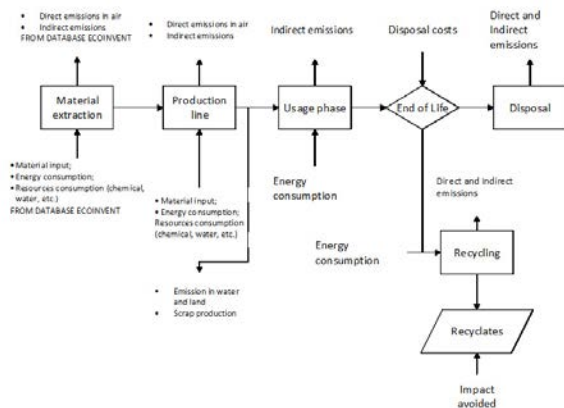 • Direct emissions in air
• Indirect emissions
FROM DATABASE ECOINVENT
• Direct emissions in air
• Indirect emissions
Indirect emissions
Disposal costs
Direct and
Indirect
emissions
Material
extraction
Production
line
Usage phase
End of Life
Disposal
• Material input;
• Energy consumption;
• Resources consumption (chemical,
water, etc.)
FROM DATABASE ECOINVENT
• Material input;
• Energy consumption;
Resources consumption
(chemical, water, etc.)
Energy
consumption
Direct and Indirect
emissions
Energy
consumption
Recycling
• Emission in water
and land
• Scrap production
Recyclates
Impact
avoided